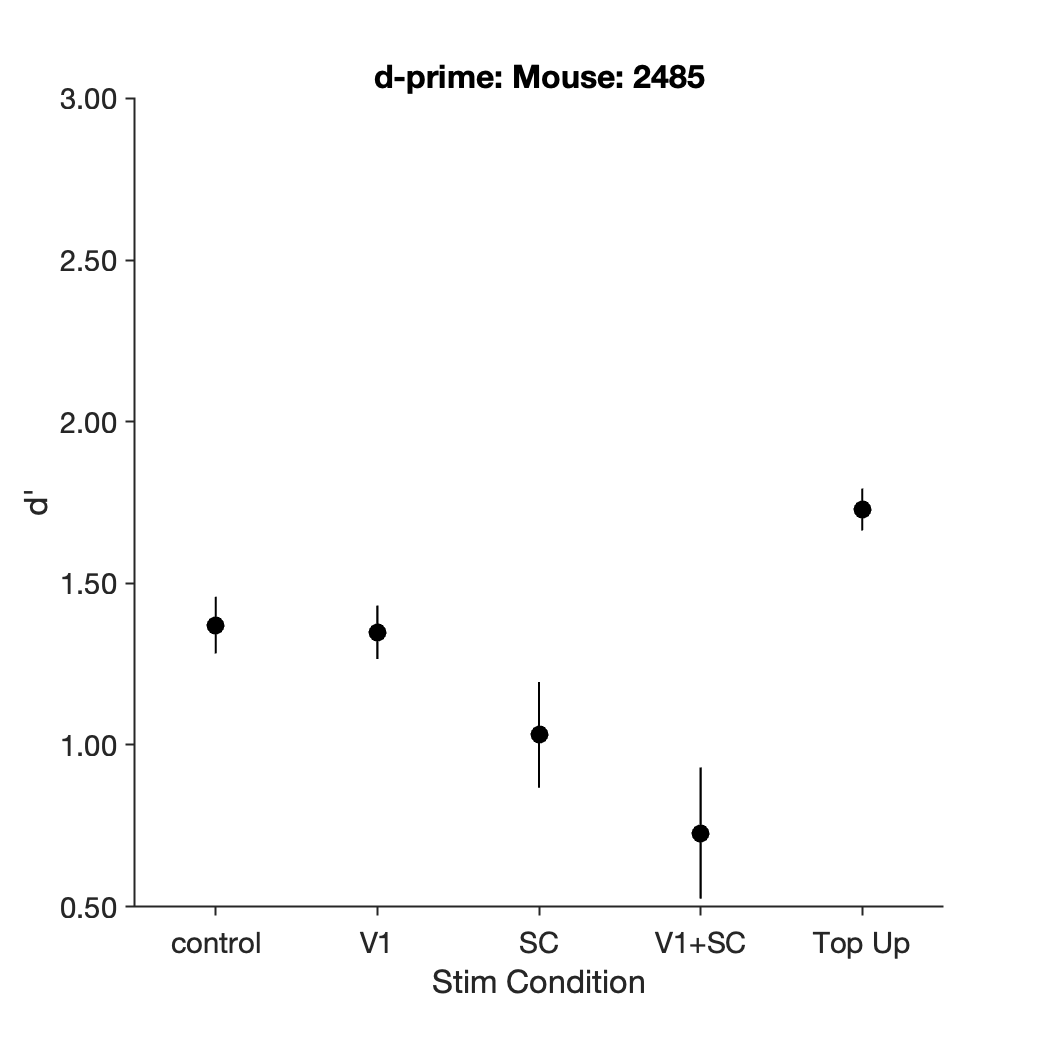 d-prime: Mouse: 2485
3.00
2.50
2.00
1.50
1.00
0.50
d'
control V1 SC V1+SC Top Up
Stim Condition